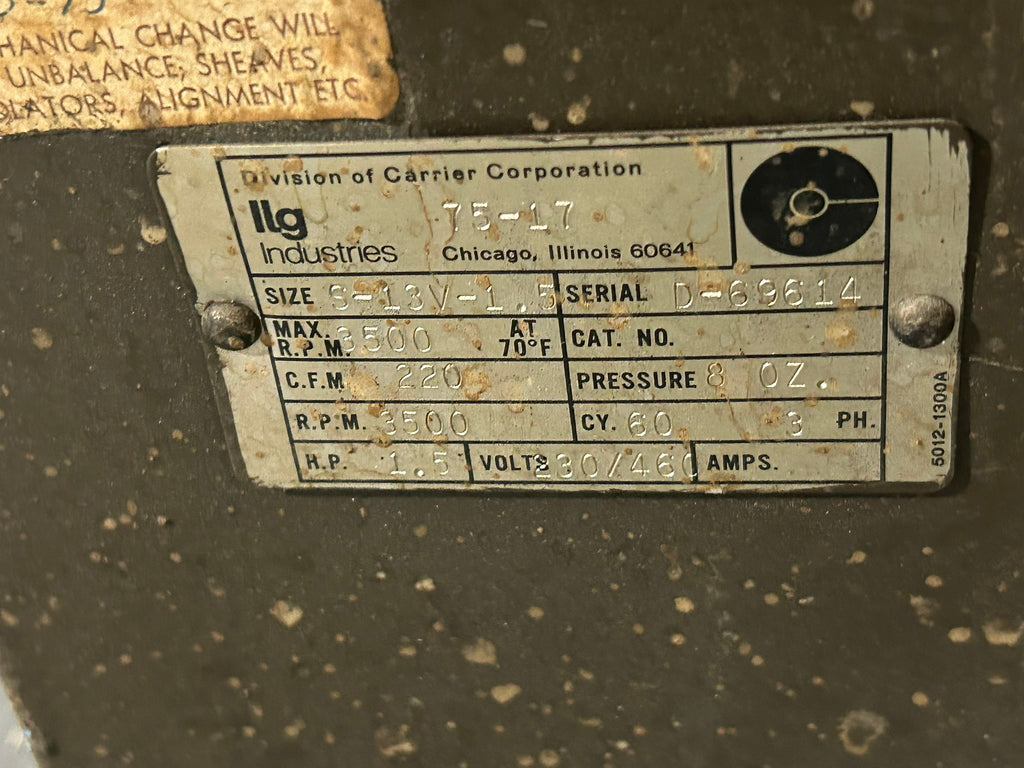 HANICAL CHANGE WILL
UNBALANCE, SHEAVES,
OLATORS, ALIGNMENT ETC.
Division of Carrier Corporation
Ilg 75-17
Industries Chicago, Illinois 60641
SIZE S-13V-1.5 SERIAL D-69614
MAX. R.P.M. 3500 AT 70°F CAT. NO.
C.F.M. 220 PRESSURE 8 OZ.
R.P.M. 3500 CY. 60 3 PH.
H.P. 1.5 VOLTS 230/460 AMPS.
5012-1300A